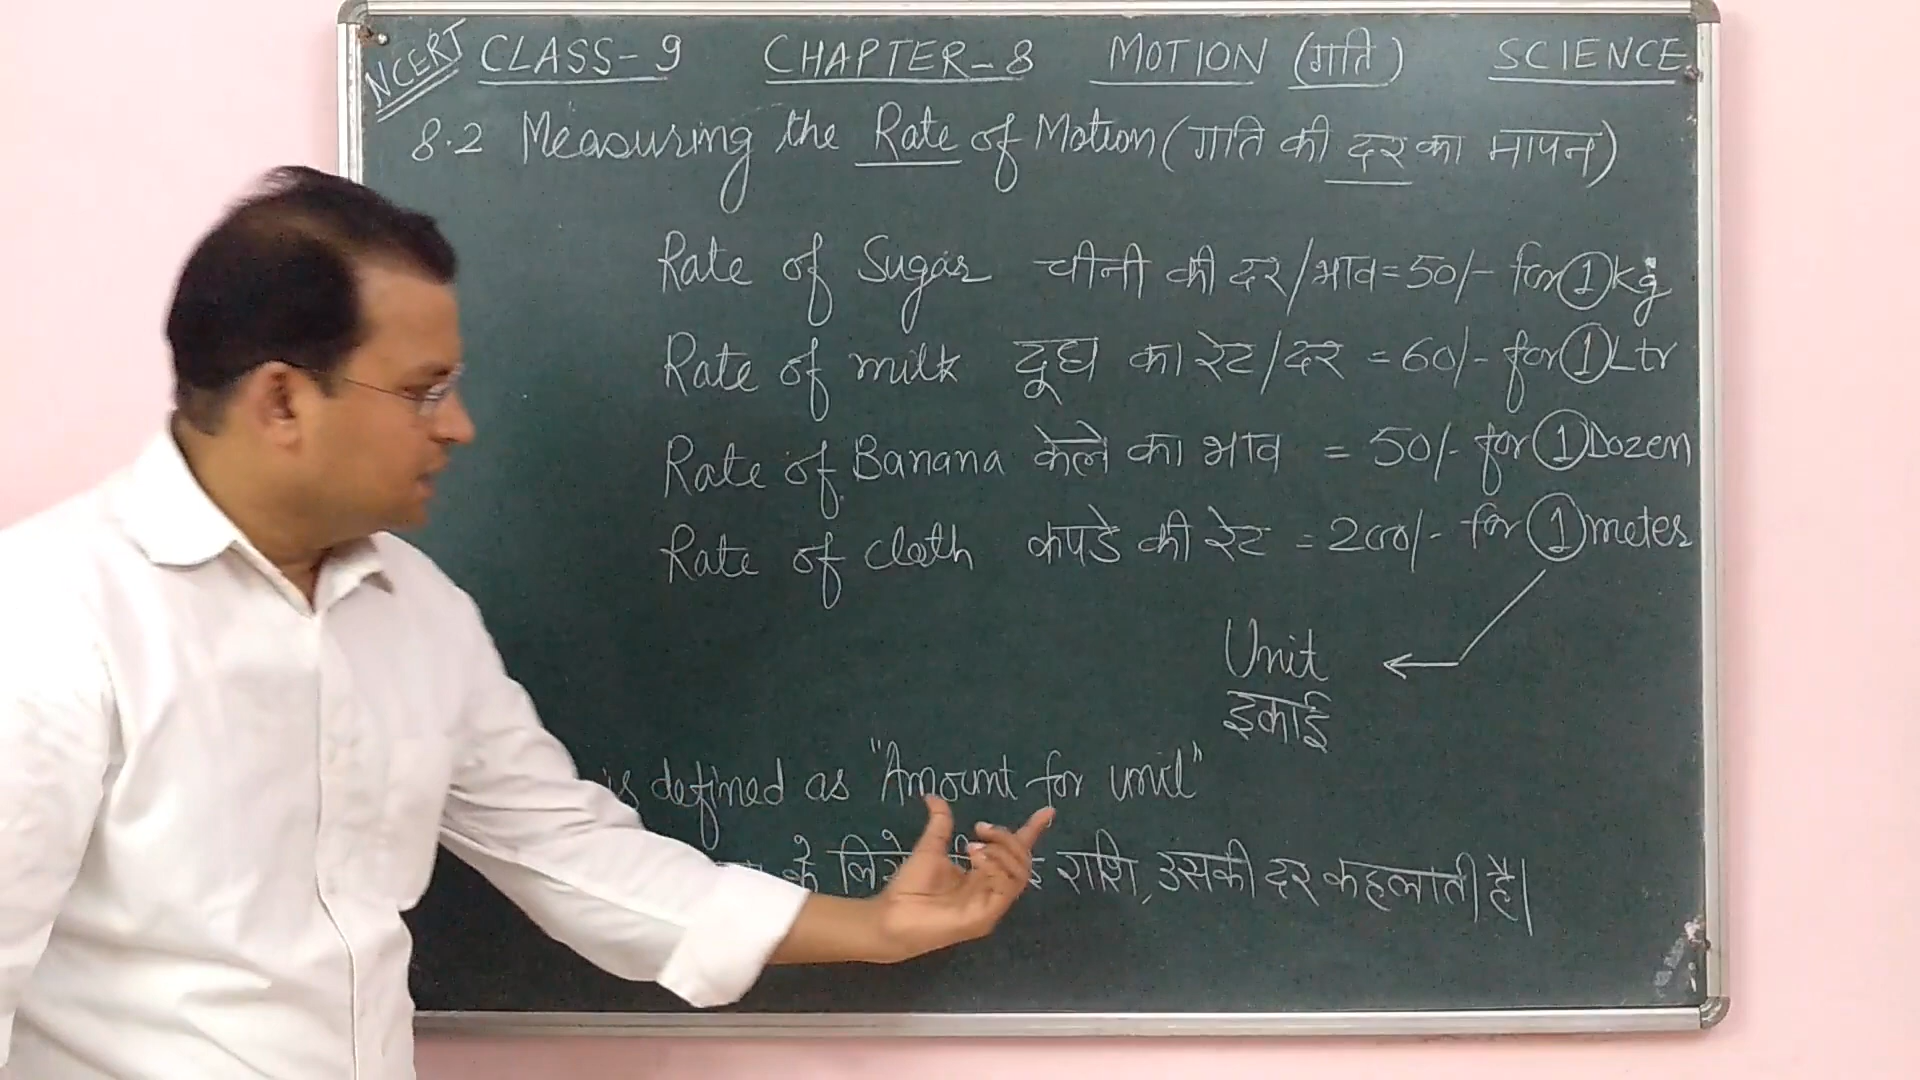 NCERT CLASS-9 CHAPTER-8 MOTION (गति) SCIENCE
8.2 Measuring the Rate of Motion (गति की दर का मापन)
Rate of Sugar चीनी की दर/भाव=50/- for 1 kg
Rate of milk दूध का रेट/दर = 60/- for 1 Ltr
Rate of Banana केले का भाव = 50/- for 1 Dozen
Rate of cloth कपडे की रेट = 200/- for 1 meter
Unit
इकाई
is defined as "Amount for unit"
के लिये राशि, उसकी दर कहलाती है।